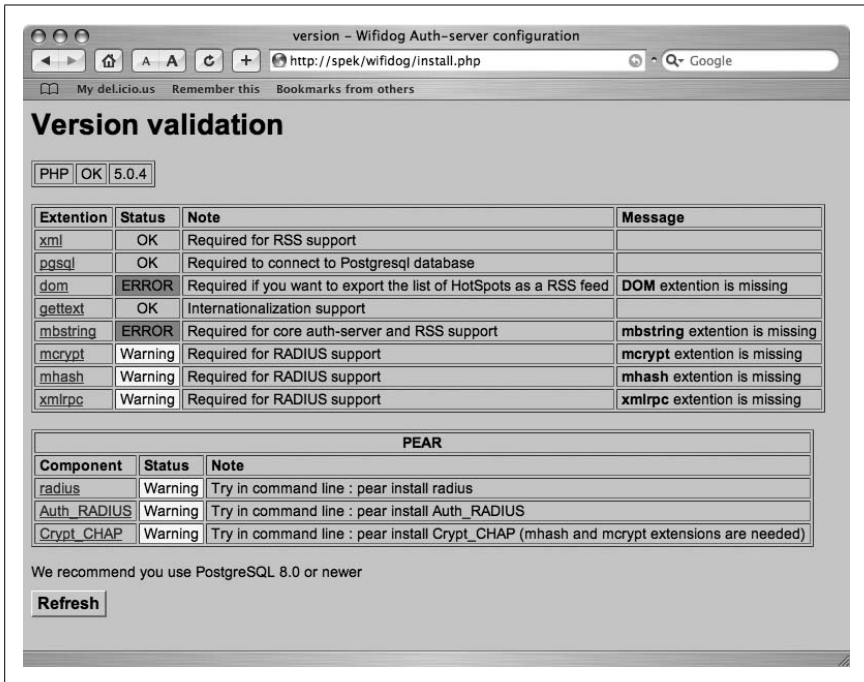 version – Wifidog Auth-server configuration
A A http://spek/wifidog/install.php Google
My del.icio.us Remember this Bookmarks from others
Version validation
PHP OK 5.0.4
Extention Status Note Message
xml OK Required for RSS support
pgsql OK Required to connect to Postgresql database
dom ERROR Required if you want to export the list of HotSpots as a RSS feed DOM extention is missing
gettext OK Internationalization support
mbstring ERROR Required for core auth-server and RSS support mbstring extention is missing
mcrypt Warning Required for RADIUS support mcrypt extention is missing
mhash Warning Required for RADIUS support mhash extention is missing
xmlrpc Warning Required for RADIUS support xmlrpc extention is missing
PEAR
Component Status Note
radius Warning Try in command line : pear install radius
Auth_RADIUS Warning Try in command line : pear install Auth_RADIUS
Crypt_CHAP Warning Try in command line : pear install Crypt_CHAP (mhash and mcrypt extensions are needed)
We recommend you use PostgreSQL 8.0 or newer
Refresh